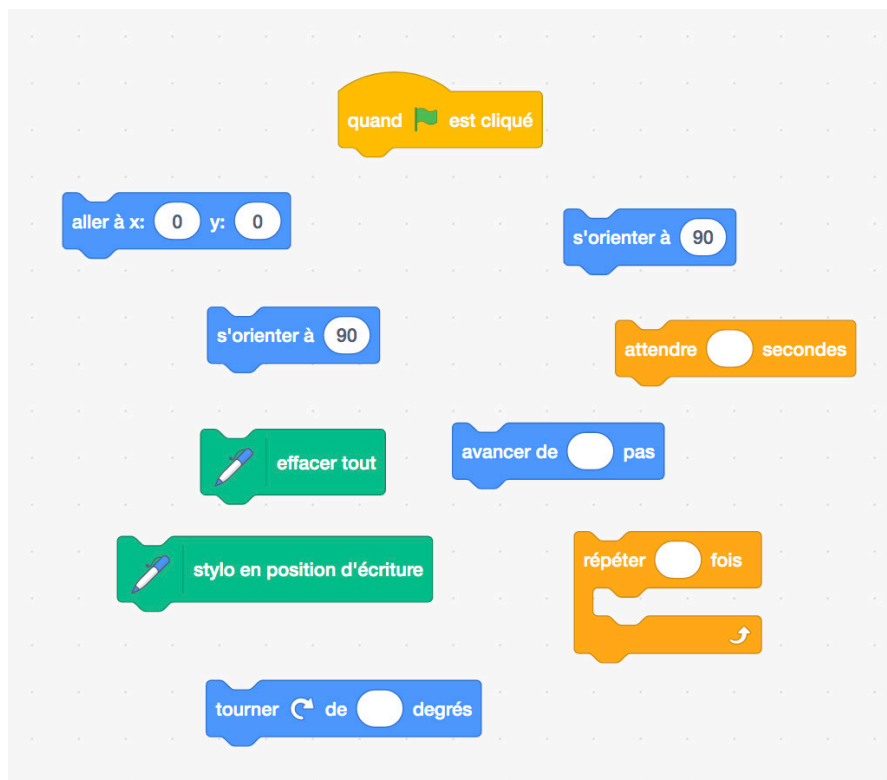 quand est cliqué
aller à x: 0 y: 0
s'orienter à 90
s'orienter à 90
attendre secondes
effacer tout
avancer de pas
stylo en position d'écriture
répéter fois
tourner de degrés